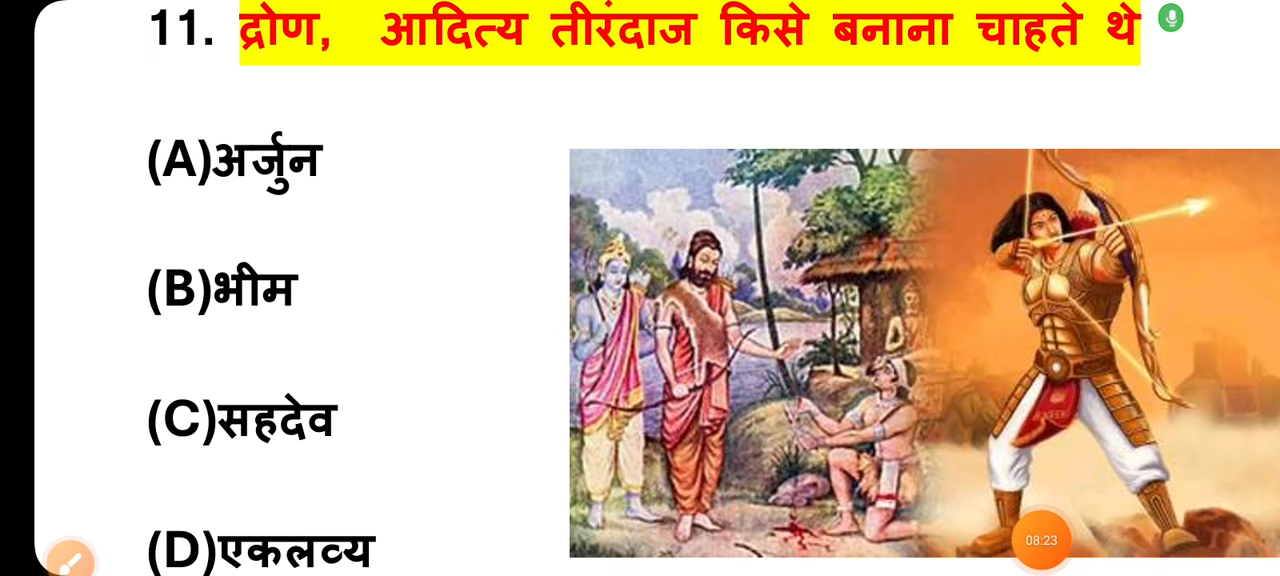 11. द्रोण, आदित्य तीरंदाज किसे बनाना चाहते थे
(A)अर्जुन
(B)भीम
(C)सहदेव
(D)एकलव्य
08:23